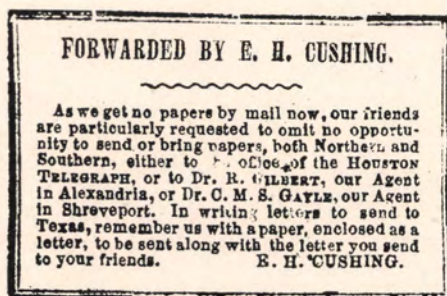 FORWARDED BY E. H. CUSHING.
As we get no papers by mail now, our friends
are particularly requested to omit no opportu-
nity to send or bring papers, both Northern and
Southern, either to office of the HOUSTON
TELEGRAPH, or to Dr. R. GILBERT, our Agent
in Alexandria, or Dr. C. M. S. GAYLE, our Agent
in Shreveport. In writing letters to send to
Texas, remember us with a paper, enclosed as a
letter, to be sent along with the letter you send
to your friends. E. H. CUSHING.